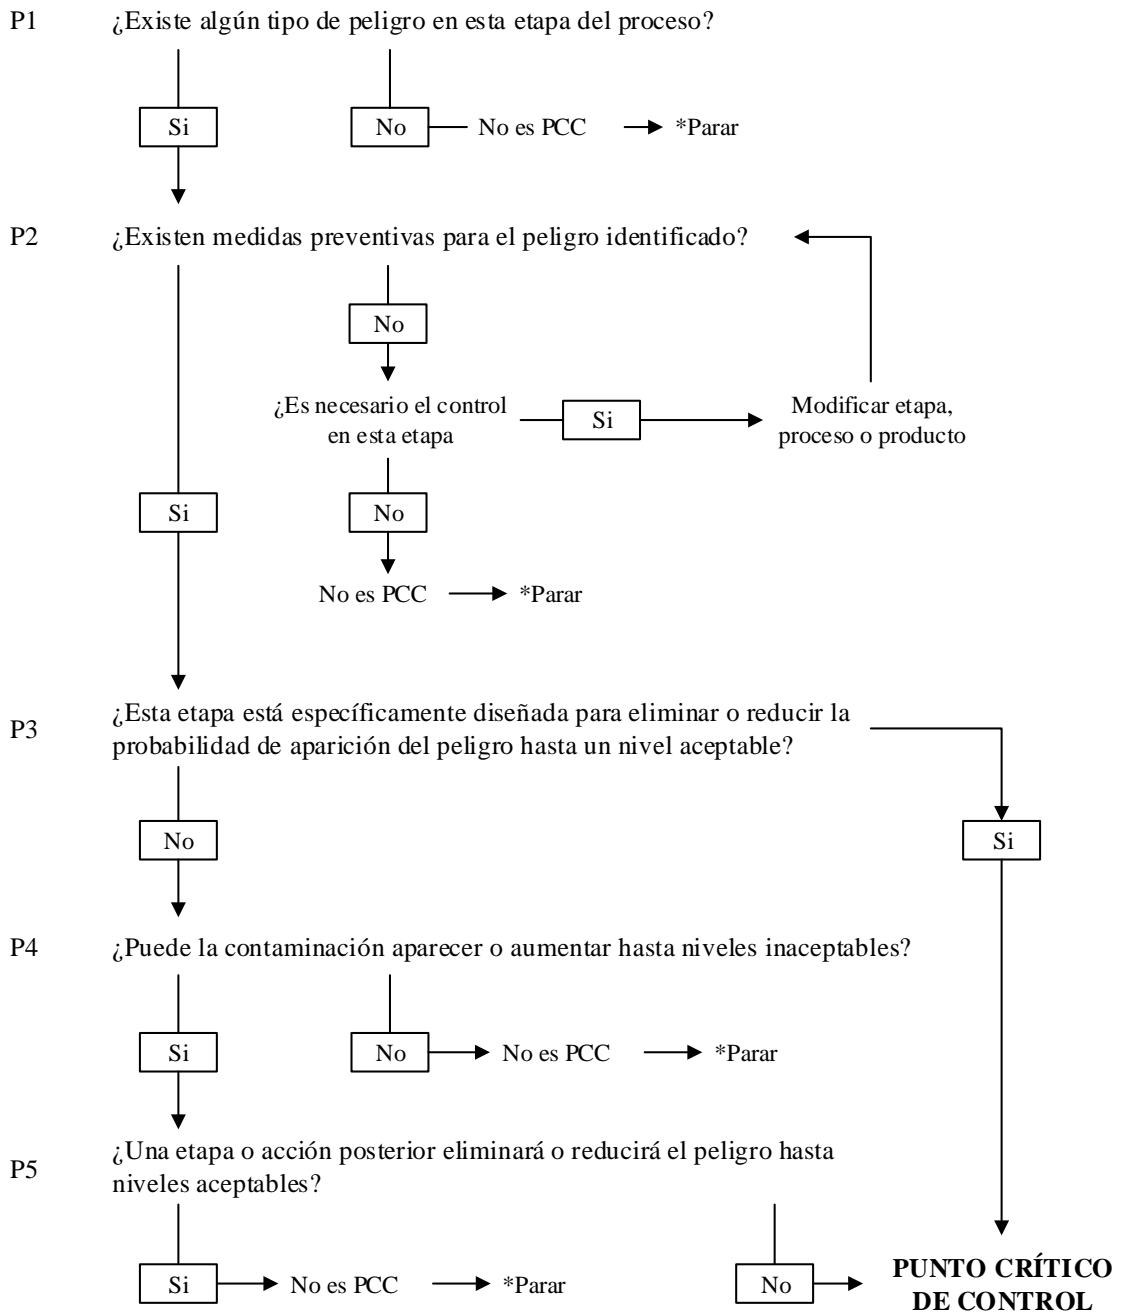 P1 ¿Existe algún tipo de peligro en esta etapa del proceso?
Si No No es PCC *Parar
P2 ¿Existen medidas preventivas para el peligro identificado?
No
¿Es necesario el control
en esta etapa
Si
Modificar etapa,
proceso o producto
Si No
No es PCC *Parar
P3 ¿Esta etapa está específicamente diseñada para eliminar o reducir la
probabilidad de aparición del peligro hasta un nivel aceptable?
No Si
P4 ¿Puede la contaminación aparecer o aumentar hasta niveles inaceptables?
Si No No es PCC *Parar
P5 ¿Una etapa o acción posterior eliminará o reducirá el peligro hasta
niveles aceptables?
Si No es PCC *Parar No
PUNTO CRÍTICO
DE CONTROL